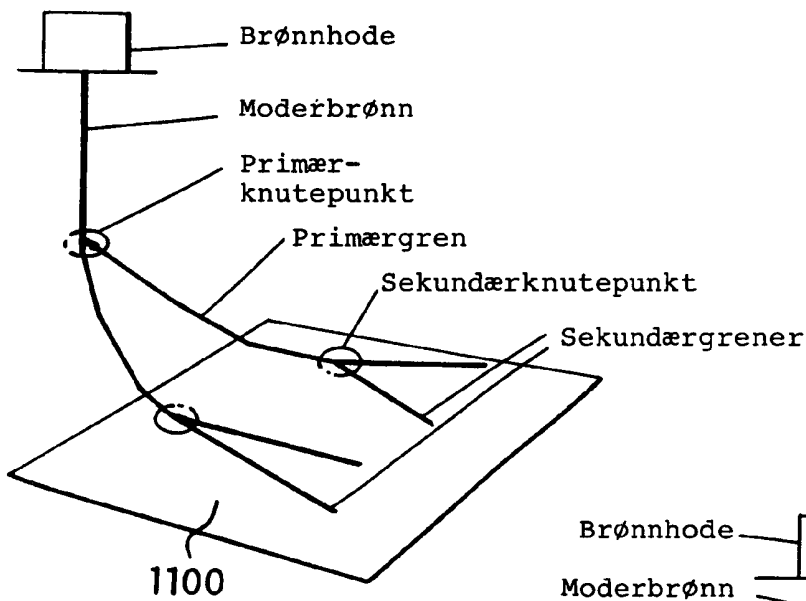 Brønnhode
Moderbrønn
Primær-
knutepunkt
Primærgren
Sekundærknutepunkt
Sekundærgrener
1100
Brønnhode
Moderbrønn